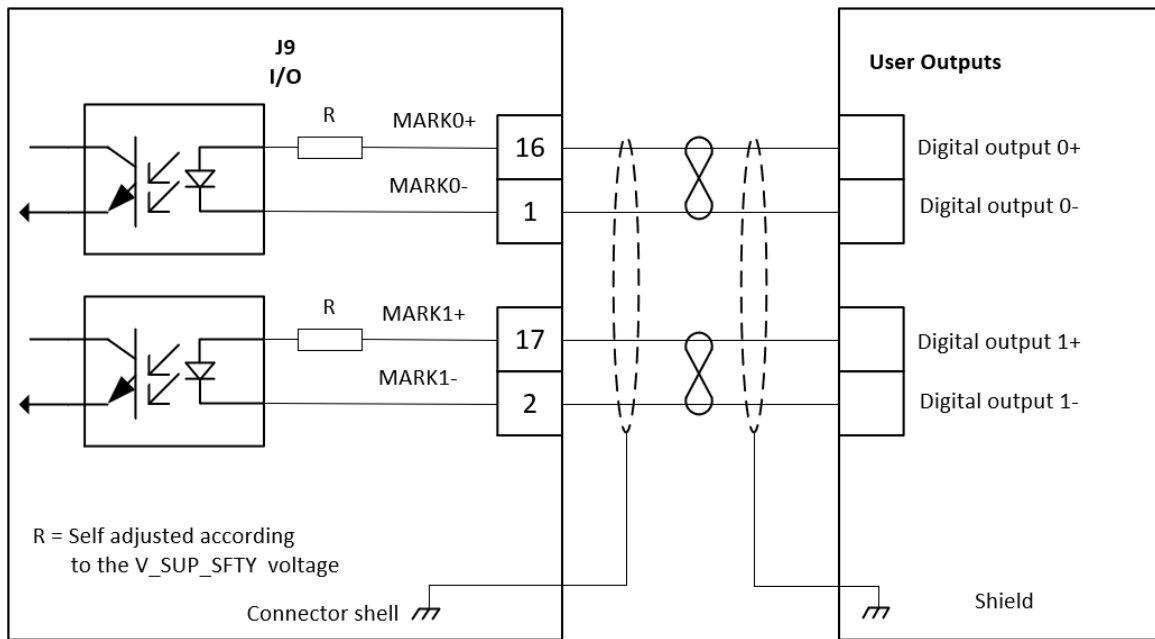 J9
I/O
User Outputs
R
MARK0+
16
Digital output 0+
MARK0-
1
Digital output 0-
R
MARK1+
17
Digital output 1+
MARK1-
2
Digital output 1-
R = Self adjusted according
to the V_SUP_SFTY voltage
Connector shell
Shield